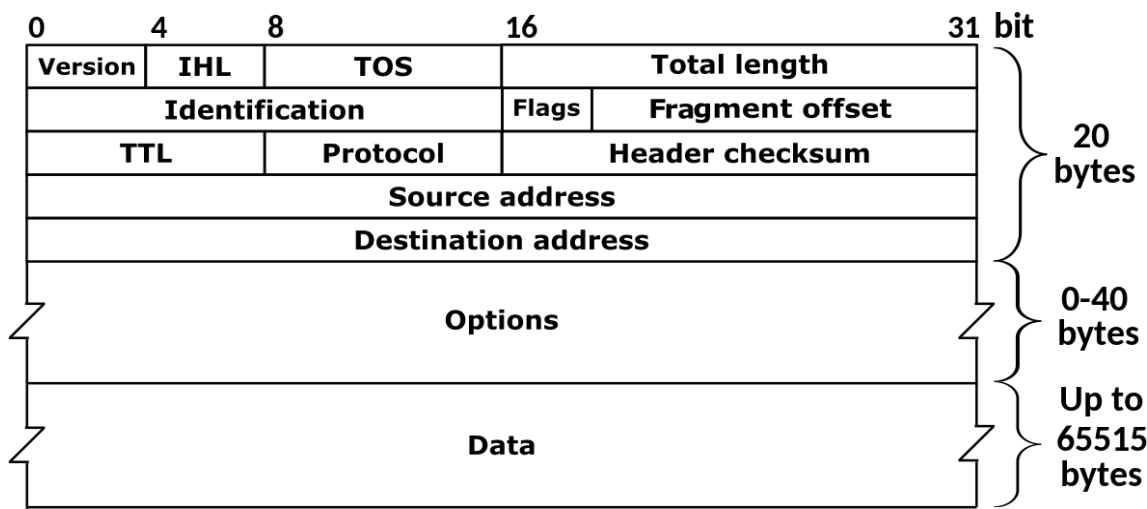 0 4 8 16 31 bit
Version IHL TOS Total length
Identification Flags Fragment offset
TTL Protocol Header checksum
20
bytes
Source address
Destination address
Options
0-40
bytes
Data
Up to
65515
bytes